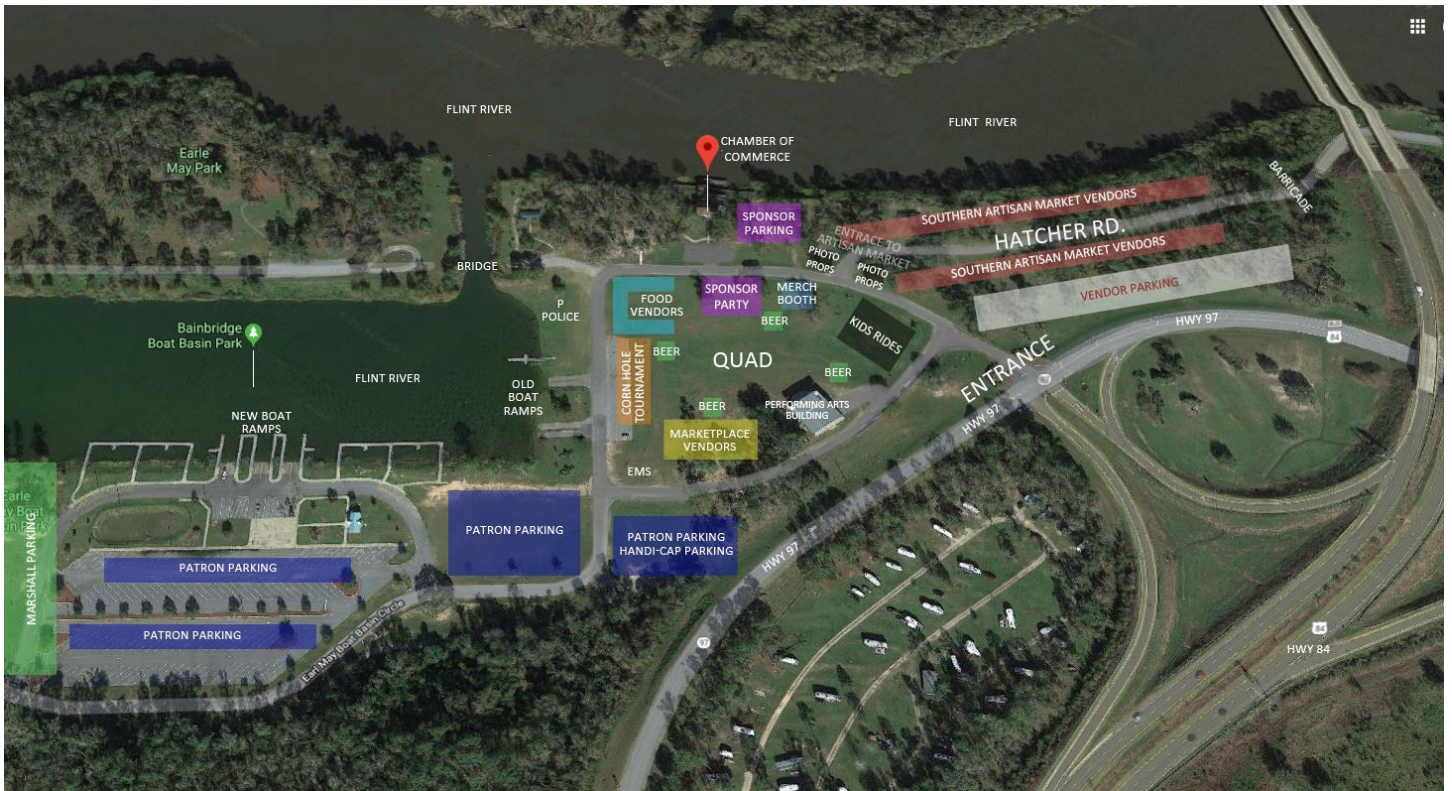 FLINT RIVER
FLINT RIVER
CHAMBER OF
COMMERCE
Earle
May Park
BARRICADE
SOUTHERN ARTISAN MARKET VENDORS
SPONSOR
PARKING
HATCHER RD.
ENTRACE TO
ARTISAN MARKET
SOUTHERN ARTISAN MARKET VENDORS
PHOTO
PROPS
PHOTO
PROPS
BRIDGE
VENDOR PARKING
FOOD
VENDORS
SPONSOR
PARTY
MERCH
BOOTH
P
POLICE
BEER
KIDS RIDES
HWY 97
84
Bainbridge
Boat Basin Park
BEER
QUAD
CORN HOLE
TOURNAMENT
BEER
ENTRANCE
FLINT RIVER
OLD
BOAT
RAMPS
BEER
PERFORMING ARTS
BUILDING
HWY 97
NEW BOAT
RAMPS
MARKETPLACE
VENDORS
EMS
Earle
MARSHALL PARKING
PATRON PARKING
PATRON PARKING
HANDI-CAP PARKING
HWY 97
PATRON PARKING
PATRON PARKING
Earl May Boat Basin Circle
97
84
HWY 84